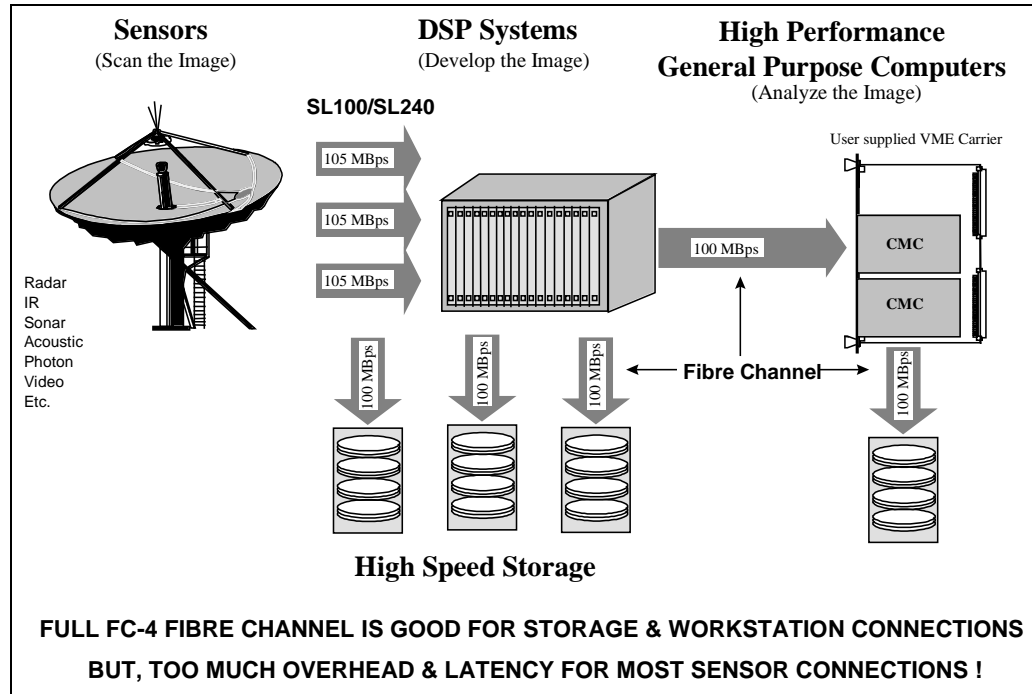 Sensors
(Scan the Image)
DSP Systems
(Develop the Image)
High Performance
General Purpose Computers
(Analyze the Image)
SL100/SL240
105 MBps
105 MBps
105 MBps
User supplied VME Carrier
100 MBps
CMC
CMC
Radar
IR
Sonar
Acoustic
Photon
Video
Etc.
100 MBps
100 MBps
100 MBps
Fibre Channel
100 MBps
High Speed Storage
FULL FC-4 FIBRE CHANNEL IS GOOD FOR STORAGE & WORKSTATION CONNECTIONS
BUT, TOO MUCH OVERHEAD & LATENCY FOR MOST SENSOR CONNECTIONS !